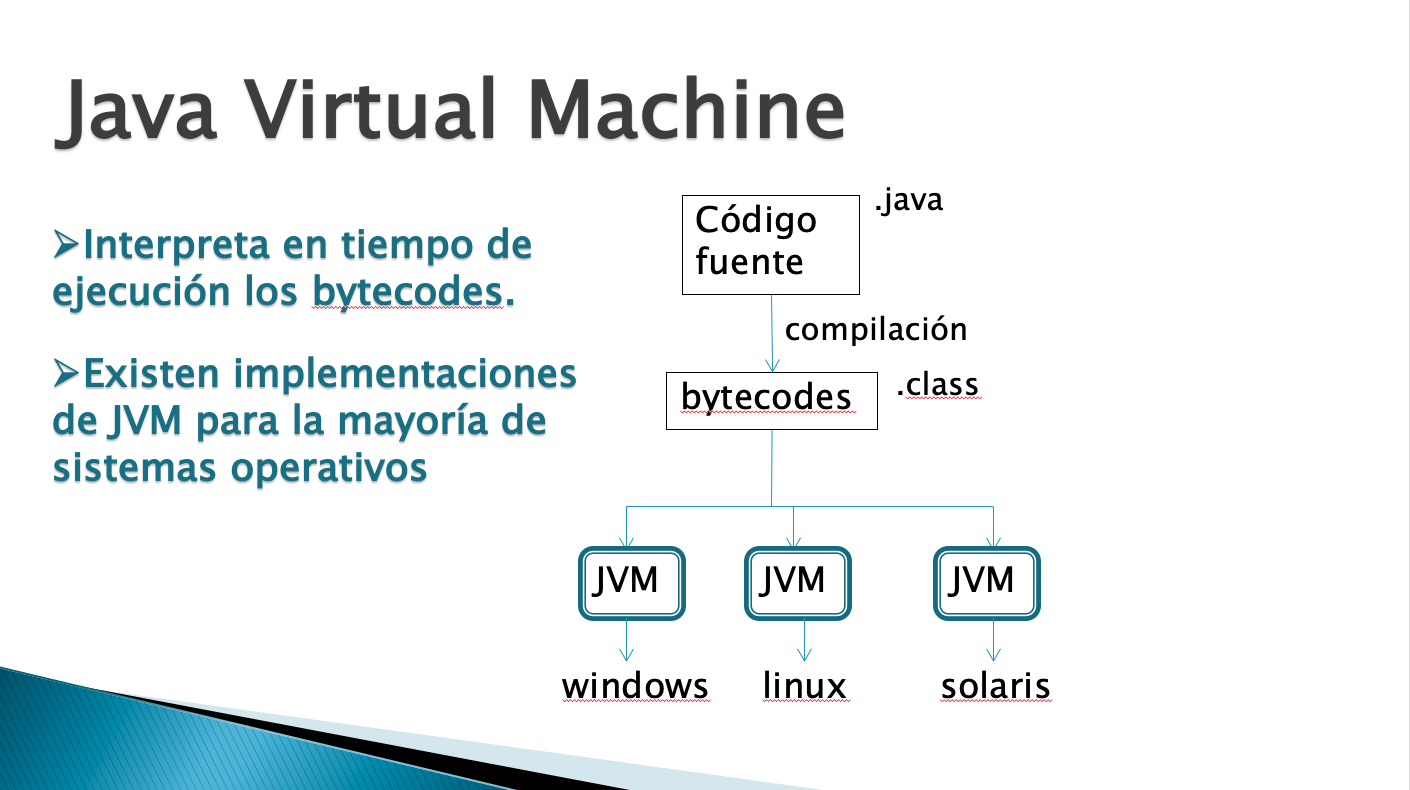 Java Virtual Machine
➢Interpreta en tiempo de
ejecución los bytecodes.
➢Existen implementaciones
de JVM para la mayoría de
sistemas operativos
Código
fuente
.java
compilación
bytecodes
.class
JVM
JVM
JVM
windows
linux
solaris